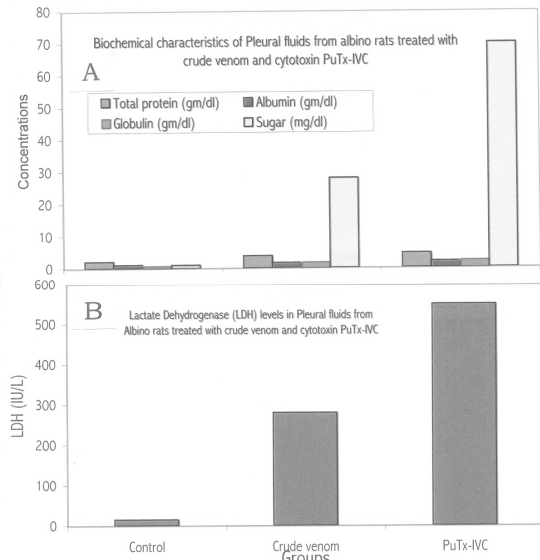 80
70
60
50
40
30
20
10
0
Concentrations
Biochemical characteristics of Pleural fluids from albino rats treated with
crude venom and cytotoxin PuTx-IVC
A
Total protein (gm/dl) Albumin (gm/dl)
Globulin (gm/dl) Sugar (mg/dl)
600
500
400
300
200
100
0
LDH (IU/L)
B
Lactate Dehydrogenase (LDH) levels in Pleural fluids from
Albino rats treated with crude venom and cytotoxin PuTx-IVC
Control Crude venom PuTx-IVC
Groups